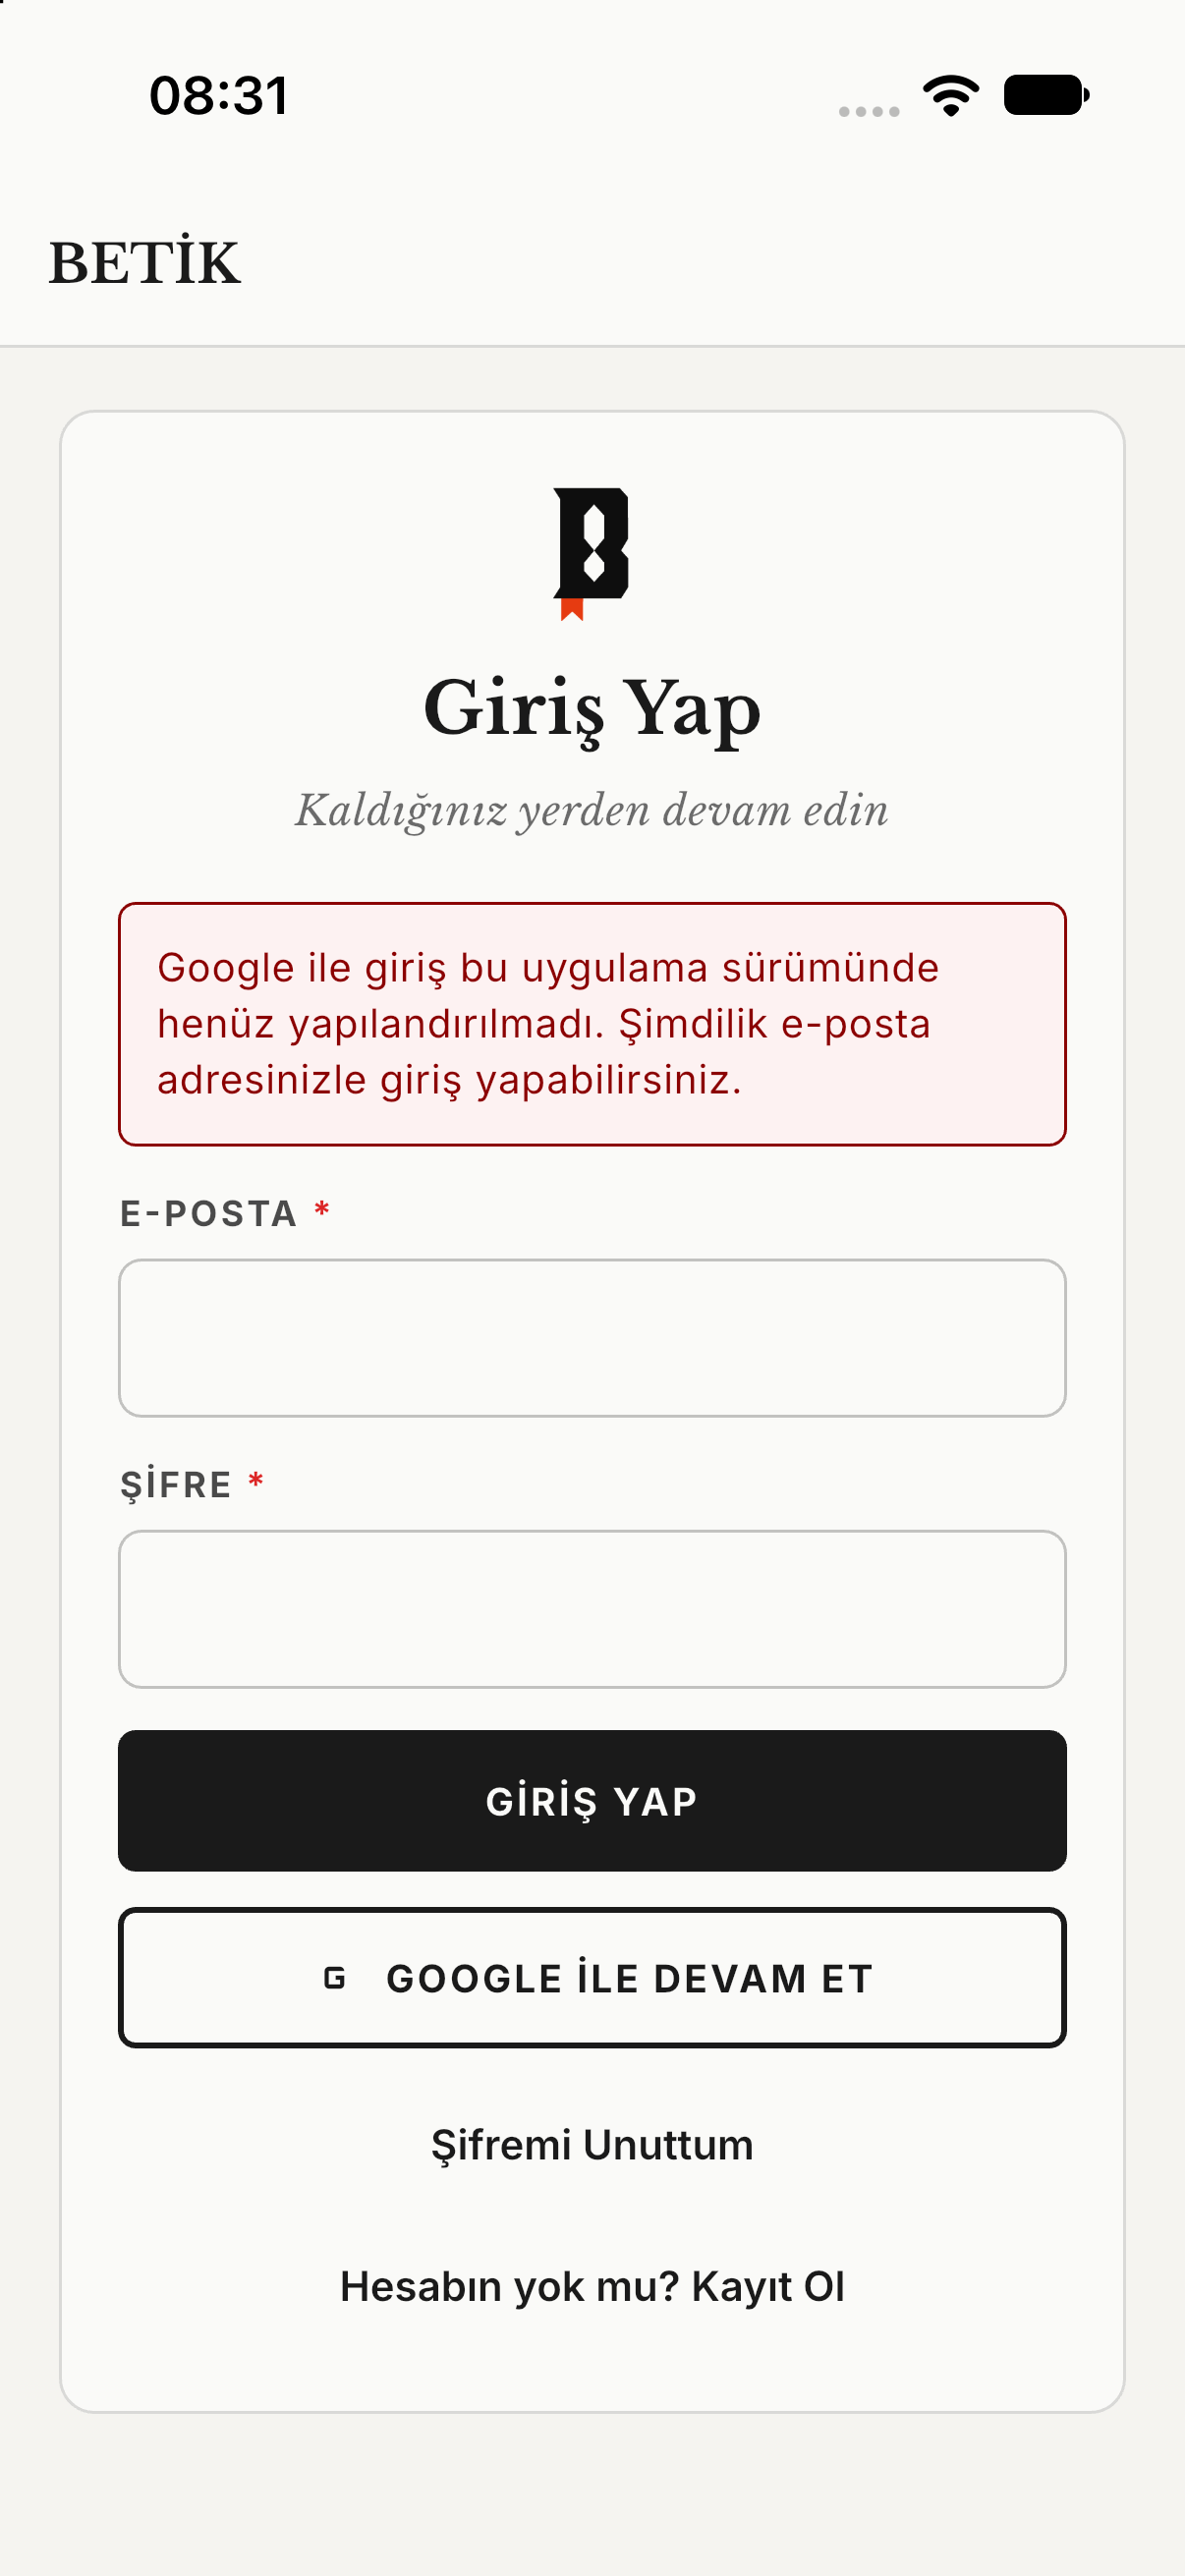 08:31
BETİK
B
Giriş Yap
Kaldığınız yerden devam edin
Google ile giriş bu uygulama sürümünde
henüz yapılandırılmadı. Şimdilik e-posta
adresinizle giriş yapabilirsiniz.
E-POSTA *
ŞİFRE *
GİRİŞ YAP
G GOOGLE İLE DEVAM ET
Şifremi Unuttum
Hesabın yok mu? Kayıt Ol